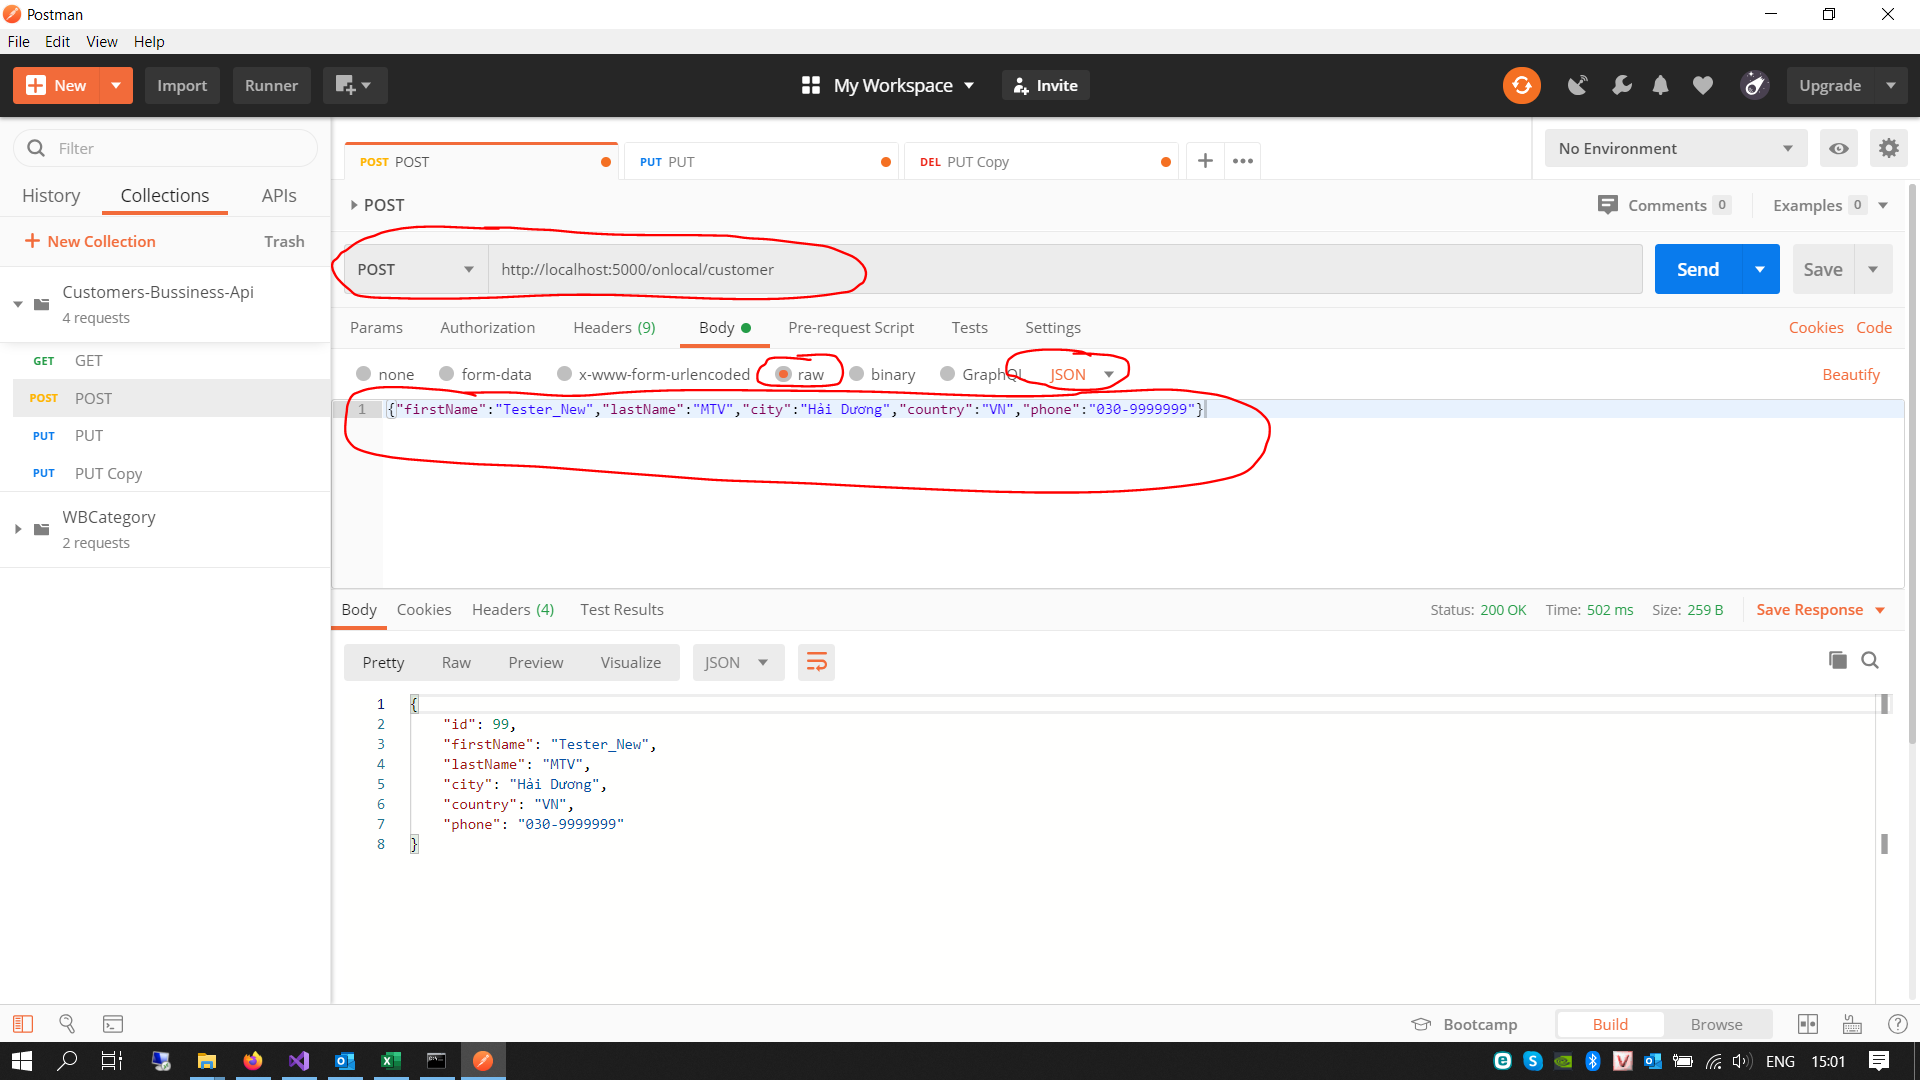 Postman
File Edit View Help
New Import Runner My Workspace Invite Upgrade
Filter
History Collections APIs
New Collection Trash
Customers-Bussiness-Api
4 requests
GET GET
POST POST
PUT PUT
PUT PUT Copy
WBCategory
2 requests
POST POST PUT PUT DEL PUT Copy No Environment
POST Comments 0 Examples 0
POST http://localhost:5000/onlocal/customer Send Save
Params Authorization Headers (9) Body Pre-request Script Tests Settings Cookies Code
none form-data x-www-form-urlencoded raw binary GraphQL JSON Beautify
1 {"firstName":"Tester_New","lastName":"MTV","city":"Hải Dương","country":"VN","phone":"030-9999999"}
Body Cookies Headers (4) Test Results Status: 200 OK Time: 502 ms Size: 259 B Save Response
Pretty Raw Preview Visualize JSON
1 {
2 "id": 99,
3 "firstName": "Tester_New",
4 "lastName": "MTV",
5 "city": "Hải Dương",
6 "country": "VN",
7 "phone": "030-9999999"
8 }
Bootcamp Build Browse
ENG 15:01